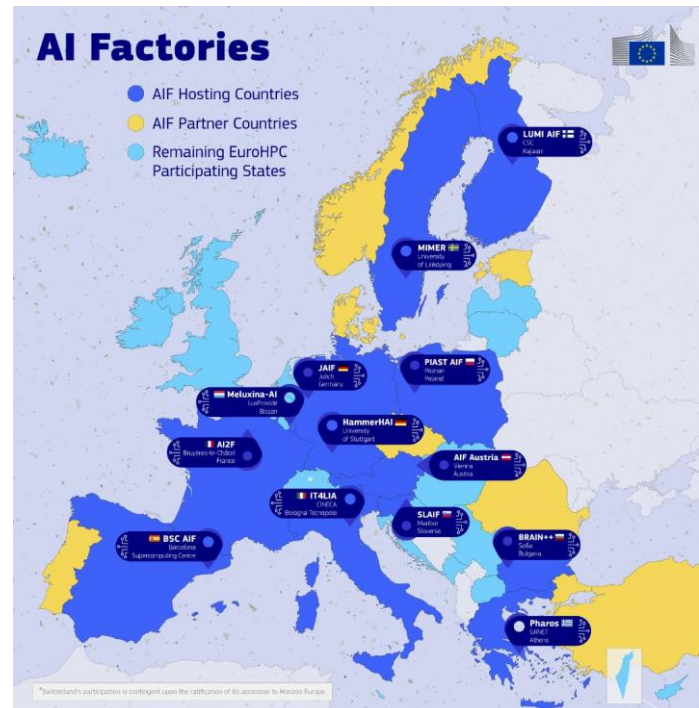 AI Factories
AIF Hosting Countries
AIF Partner Countries
Remaining EuroHPC
Participating States
LUMI AIF
CSC
Kajaani
MIMER
University
of Linköping
JAIF
Julich
Germany
PIAST AIF
Poznan
Poland
Meluxina-AI
LuxProvide
Bissen
HammerHAI
University
of Stuttgart
AI2F
Bruyères-le-Châtel
France
AIF Austria
Vienna
Austria
IT4LIA
CINECA
Bologna Tecnopolo
SLAIF
Maribor
Slovenia
BSC AIF
Barcelona
Supercomputing Centre
BRAIN++
Sofia
Bulgaria
Pharos
GRNET
Athens
*Switzerland's participation is contingent upon the ratification of its accession to Horizon Europe.